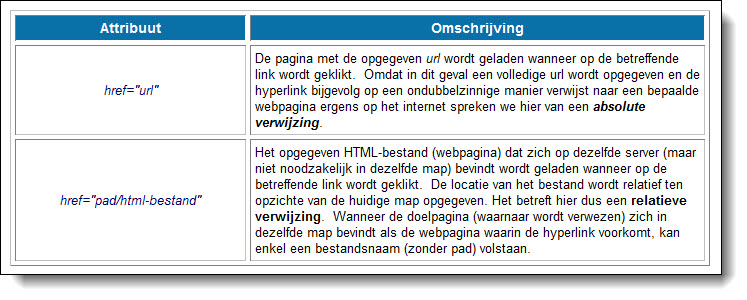 Attribuut
Omschrijving
href="url"
De pagina met de opgegeven url wordt geladen wanneer op de betreffende
link wordt geklikt.  Omdat in dit geval een volledige url wordt opgegeven en de
hyperlink bijgevolg op een ondubbelzinnige manier verwijst naar een bepaalde
webpagina ergens op het internet spreken we hier van een absolute
verwijzing.
href="pad/html-bestand"
Het opgegeven HTML-bestand (webpagina) dat zich op dezelfde server (maar
niet noodzakelijk in dezelfde map) bevindt wordt geladen wanneer op de
betreffende link wordt geklikt.  De locatie van het bestand wordt relatief ten
opzichte van de huidige map opgegeven. Het betreft hier dus een relatieve
verwijzing.  Wanneer de doelpagina (waarnaar wordt verwezen) zich in
dezelfde map bevindt als de webpagina waarin de hyperlink voorkomt, kan
enkel een bestandsnaam (zonder pad) volstaan.